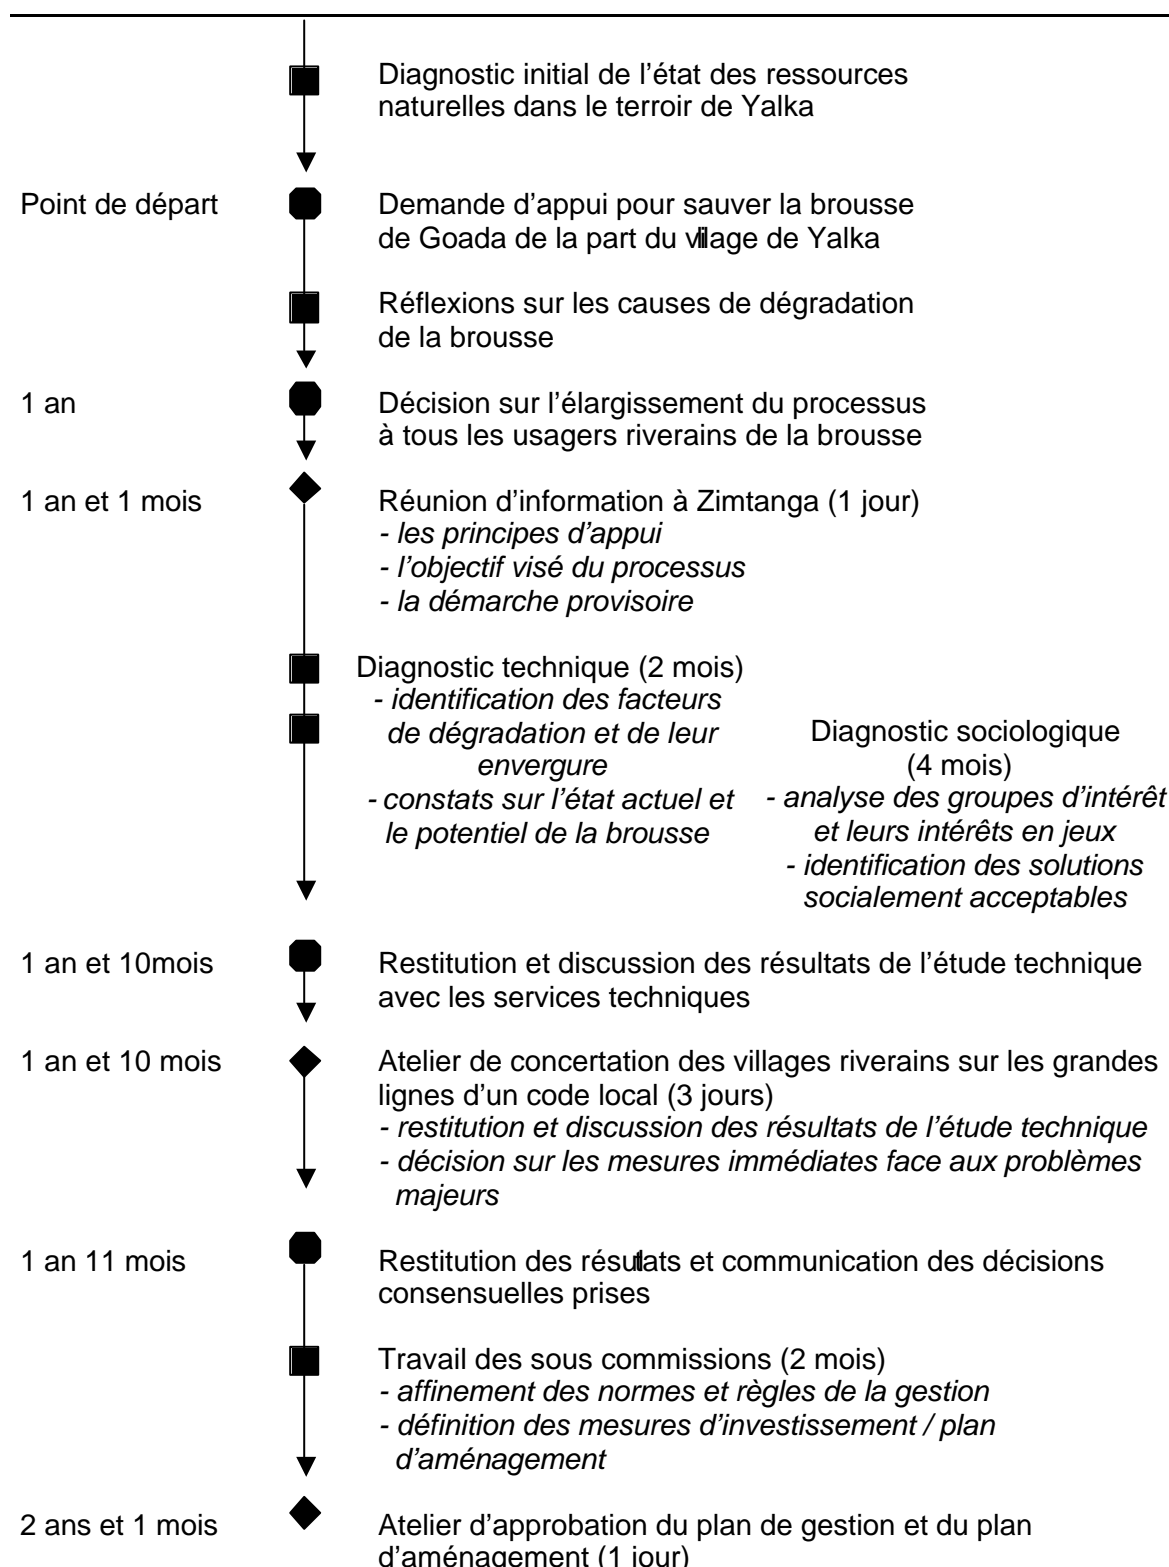 Diagnostic initial de l'état des ressources
naturelles dans le terroir de Yalka
Point de départ
Demande d'appui pour sauver la brousse
de Goada de la part du village de Yalka
Réflexions sur les causes de dégradation
de la brousse
1 an
Décision sur l'élargissement du processus
à tous les usagers riverains de la brousse
1 an et 1 mois
Réunion d'information à Zimtanga (1 jour)
- les principes d'appui
- l'objectif visé du processus
- la démarche provisoire
Diagnostic technique (2 mois)
- identification des facteurs
de dégradation et de leur
envergure
- constats sur l'état actuel et
le potentiel de la brousse
Diagnostic sociologique
(4 mois)
- analyse des groupes d'intérêt
et leurs intérêts en jeux
- identification des solutions
socialement acceptables
1 an et 10mois
Restitution et discussion des résultats de l'étude technique
avec les services techniques
1 an et 10 mois
Atelier de concertation des villages riverains sur les grandes
lignes d'un code local (3 jours)
- restitution et discussion des résultats de l'étude technique
- décision sur les mesures immédiates face aux problèmes
majeurs
1 an 11 mois
Restitution des résultats et communication des décisions
consensuelles prises
Travail des sous commissions (2 mois)
- affinement des normes et règles de la gestion
- définition des mesures d'investissement / plan
d'aménagement
2 ans et 1 mois
Atelier d'approbation du plan de gestion et du plan
d'aménagement (1 jour)